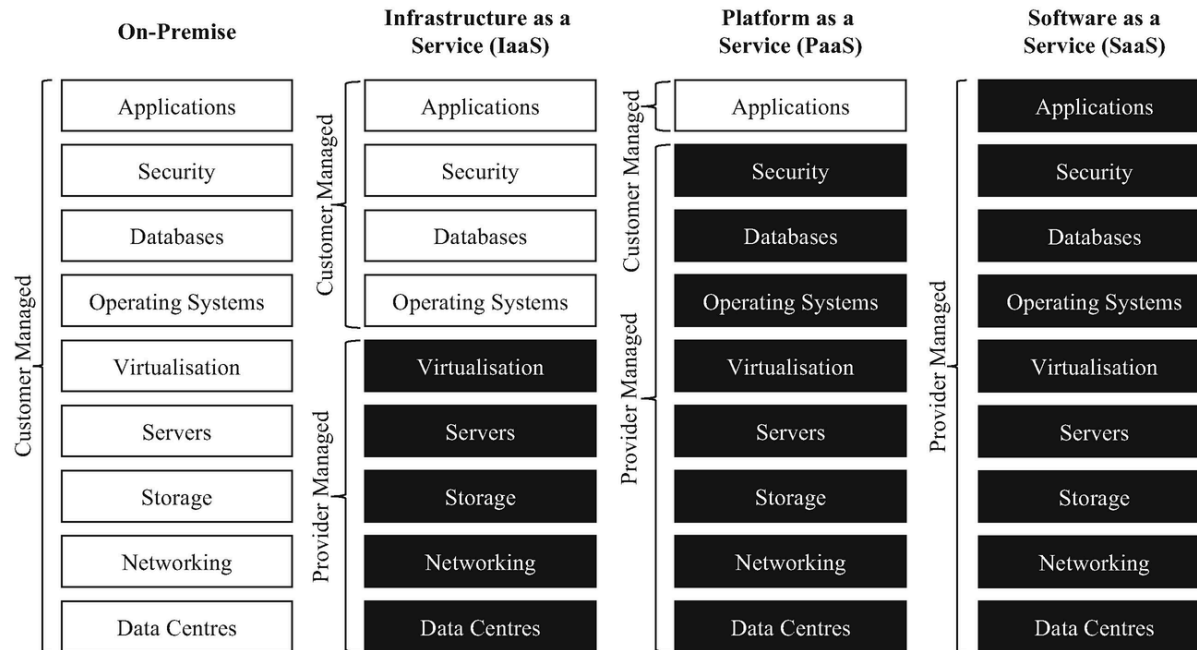 On-Premise
Infrastructure as a
Service (IaaS)
Platform as a
Service (PaaS)
Software as a
Service (SaaS)
Customer Managed
Applications
Security
Databases
Operating Systems
Virtualisation
Servers
Storage
Networking
Data Centres
Customer Managed
Provider Managed
Applications
Security
Databases
Operating Systems
Virtualisation
Servers
Storage
Networking
Data Centres
Customer Managed
Provider Managed
Applications
Security
Databases
Operating Systems
Virtualisation
Servers
Storage
Networking
Data Centres
Provider Managed
Applications
Security
Databases
Operating Systems
Virtualisation
Servers
Storage
Networking
Data Centres